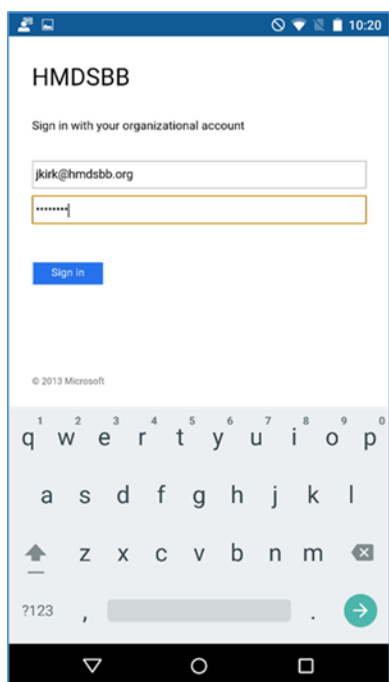 10:20
HMDSBB
Sign in with your organizational account
jkirk@hmdsbb.org
••••••••
Sign in
© 2013 Microsoft
1 2 3 4 5 6 7 8 9 0
q w e r t y u i o p
a s d f g h j k l
z x c v b n m
?123 , .